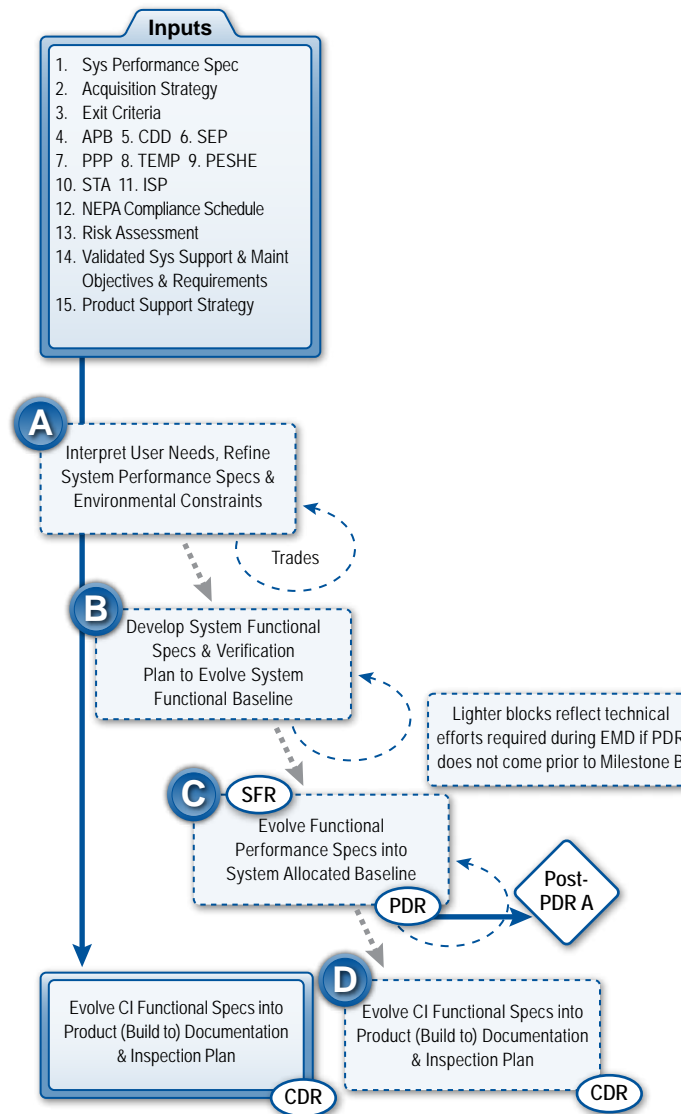 Inputs
1. Sys Performance Spec
2. Acquisition Strategy
3. Exit Criteria
4. APB 5. CDD 6. SEP
7. PPP 8. TEMP 9. PESHE
10. STA 11. ISP
12. NEPA Compliance Schedule
13. Risk Assessment
14. Validated Sys Support & Maint
Objectives & Requirements
15. Product Support Strategy
A
Interpret User Needs, Refine
System Performance Specs &
Environmental Constraints
Trades
B
Develop System Functional
Specs & Verification
Plan to Evolve System
Functional Baseline
Lighter blocks reflect technical
efforts required during EMD if PDR
does not come prior to Milestone B
C
SFR
Evolve Functional
Performance Specs into
System Allocated Baseline
PDR
Post-
PDR A
Evolve CI Functional Specs into
Product (Build to) Documentation
& Inspection Plan
CDR
D
Evolve CI Functional Specs into
Product (Build to) Documentation
& Inspection Plan
CDR